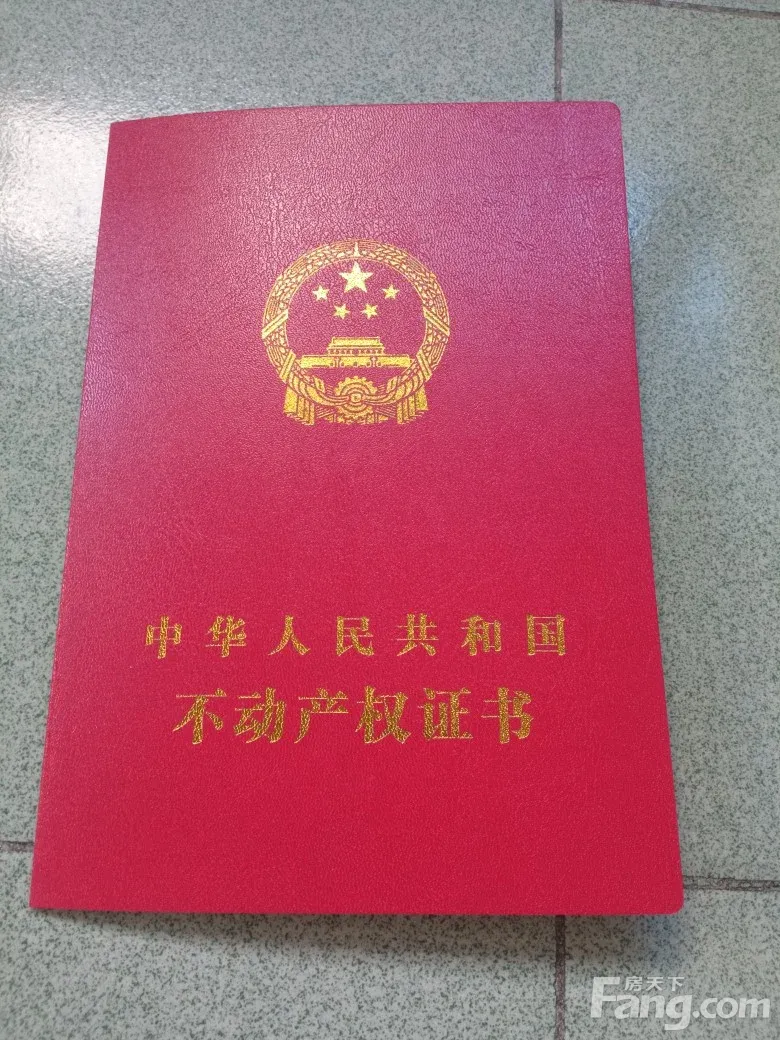 中华人民共和国
不动产权证书
房天下
Fang.com